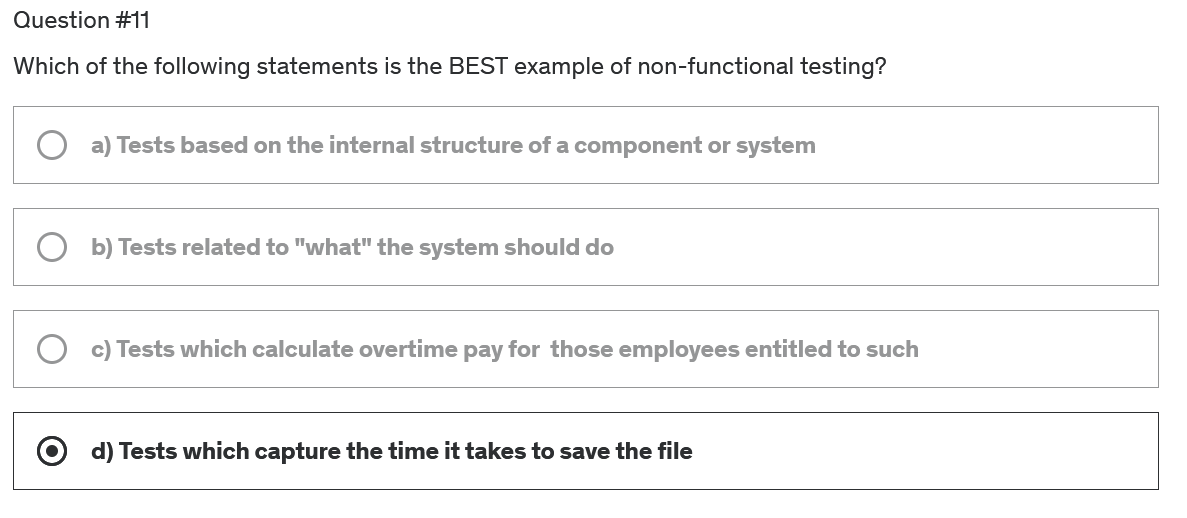 Question #11
Which of the following statements is the BEST example of non-functional testing?
a) Tests based on the internal structure of a component or system
b) Tests related to "what" the system should do
c) Tests which calculate overtime pay for  those employees entitled to such
d) Tests which capture the time it takes to save the file